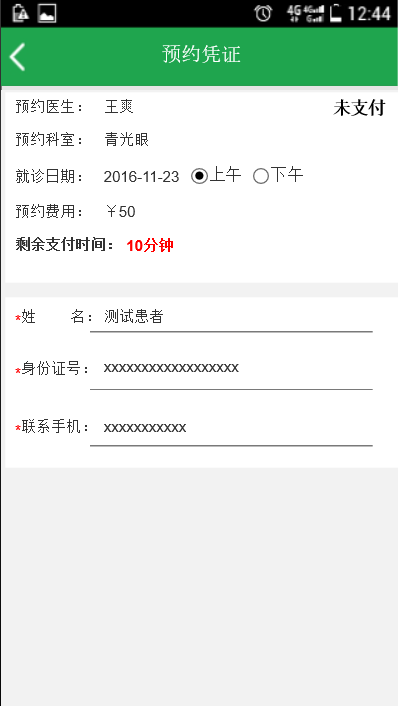 4G 4G G 12:44
预约凭证
预约医生： 王爽 未支付
预约科室： 青光眼
就诊日期： 2016-11-23 上午 下午
预约费用： ￥50
剩余支付时间： 10分钟
*姓 名： 测试患者
*身份证号： xxxxxxxxxxxxxxxxxx
*联系手机： xxxxxxxxxxx